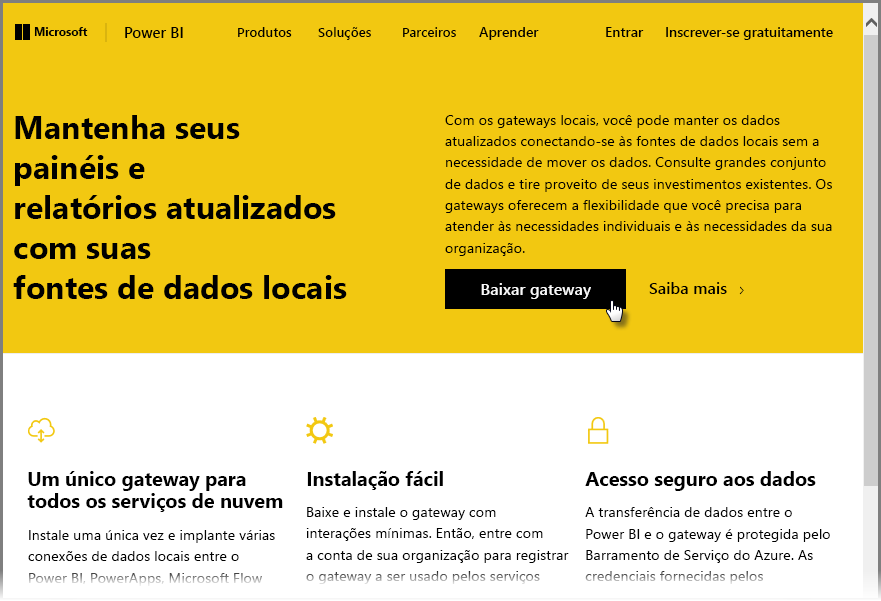 Microsoft
Power BI
Produtos
Soluções
Parceiros
Aprender
Entrar
Inscrever-se gratuitamente
Mantenha seus
painéis e
relatórios atualizados
com suas
fontes de dados locais
Com os gateways locais, você pode manter os dados
atualizados conectando-se às fontes de dados locais sem a
necessidade de mover os dados. Consulte grandes conjunto
de dados e tire proveito de seus investimentos existentes. Os
gateways oferecem a flexibilidade que você precisa para
atender às necessidades individuais e às necessidades da sua
organização.
Baixar gateway
Saiba mais
Um único gateway para
todos os serviços de nuvem
Instale uma única vez e implante várias
conexões de dados locais entre o
Power BI, PowerApps, Microsoft Flow
Instalação fácil
Baixe e instale o gateway com
interações mínimas. Então, entre com
a conta de sua organização para registrar
o gateway a ser usado pelos serviços
Acesso seguro aos dados
A transferência de dados entre o
Power BI e o gateway é protegida pelo
Barramento de Serviço do Azure. As
credenciais fornecidas pelos